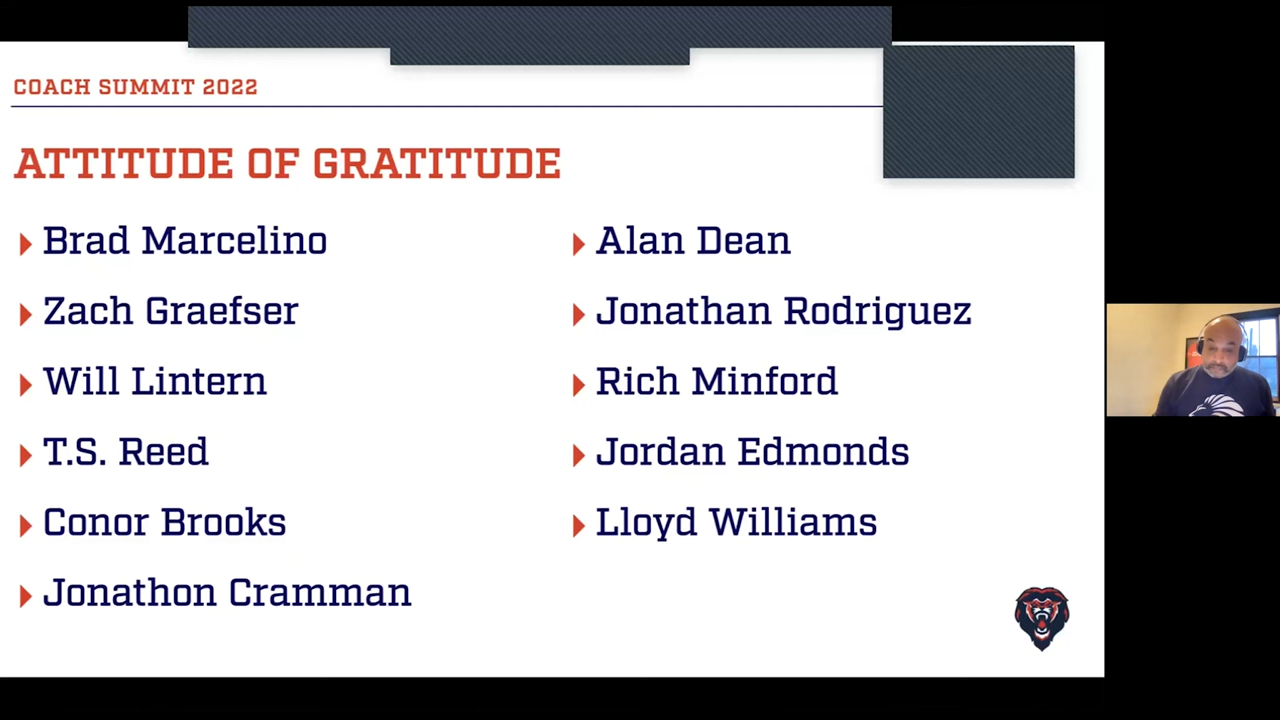 COACH SUMMIT 2022
ATTITUDE OF GRATITUDE
Brad Marcelino
Zach Graefser
Will Lintern
T.S. Reed
Conor Brooks
Jonathon Cramman
Alan Dean
Jonathan Rodriguez
Rich Minford
Jordan Edmonds
Lloyd Williams